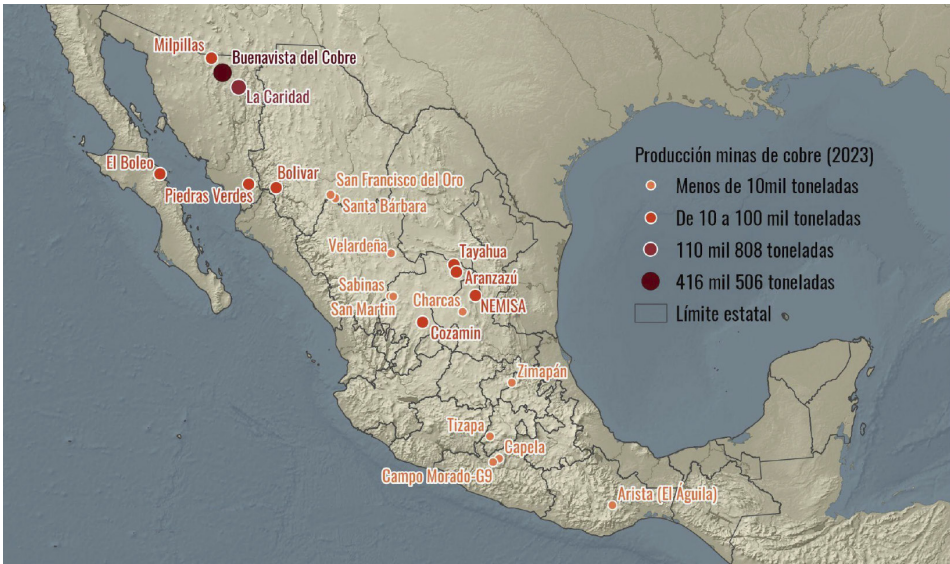 Milpillas
Buenavista del Cobre
La Caridad
El Boleo
Piedras Verdes
Bolivar
San Francisco del Oro
Santa Bárbara
Velardeña
Tayahua
Aranzazú
Sabinas
San Martin
Charcas
NEMISA
Cozamin
Zimapán
Tizapa
Capela
Campo Morado-G9
Arista (El Águila)
Producción minas de cobre (2023)
Menos de 10mil toneladas
De 10 a 100 mil toneladas
110 mil 808 toneladas
416 mil 506 toneladas
Límite estatal